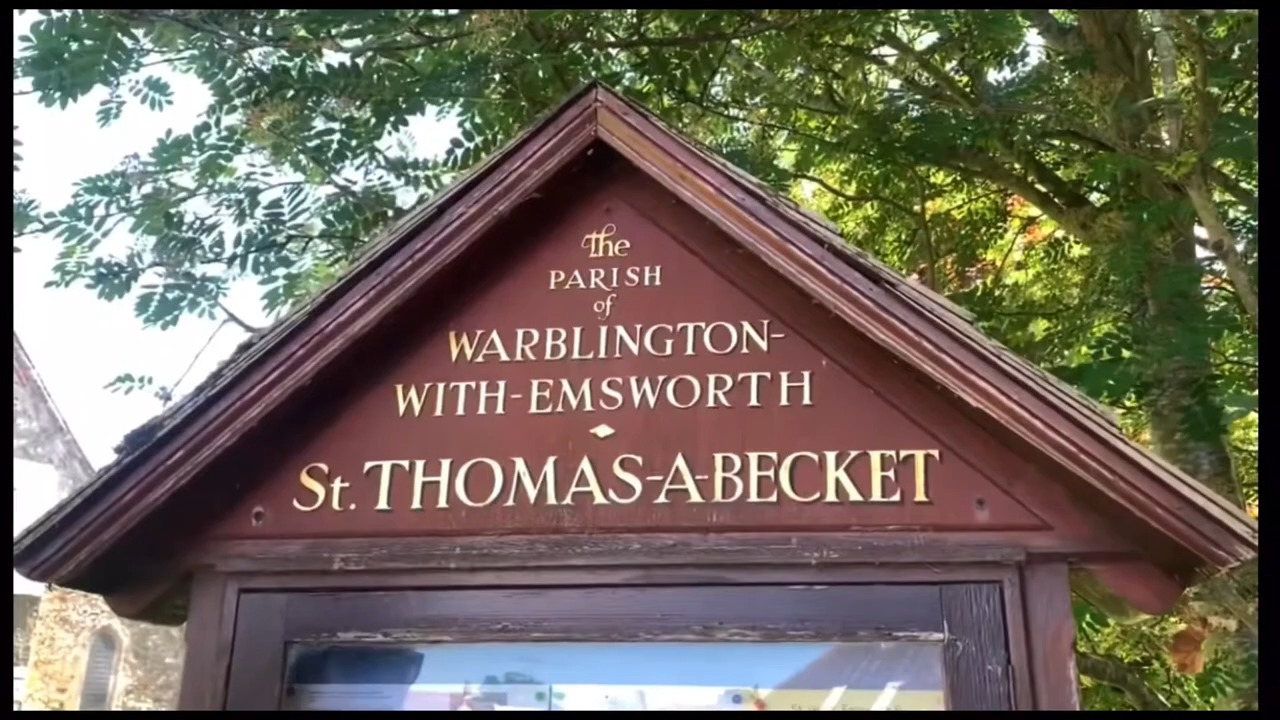 The
PARISH
of
WARBLINGTON-
WITH-EMSWORTH
St. THOMAS-A-BECKET